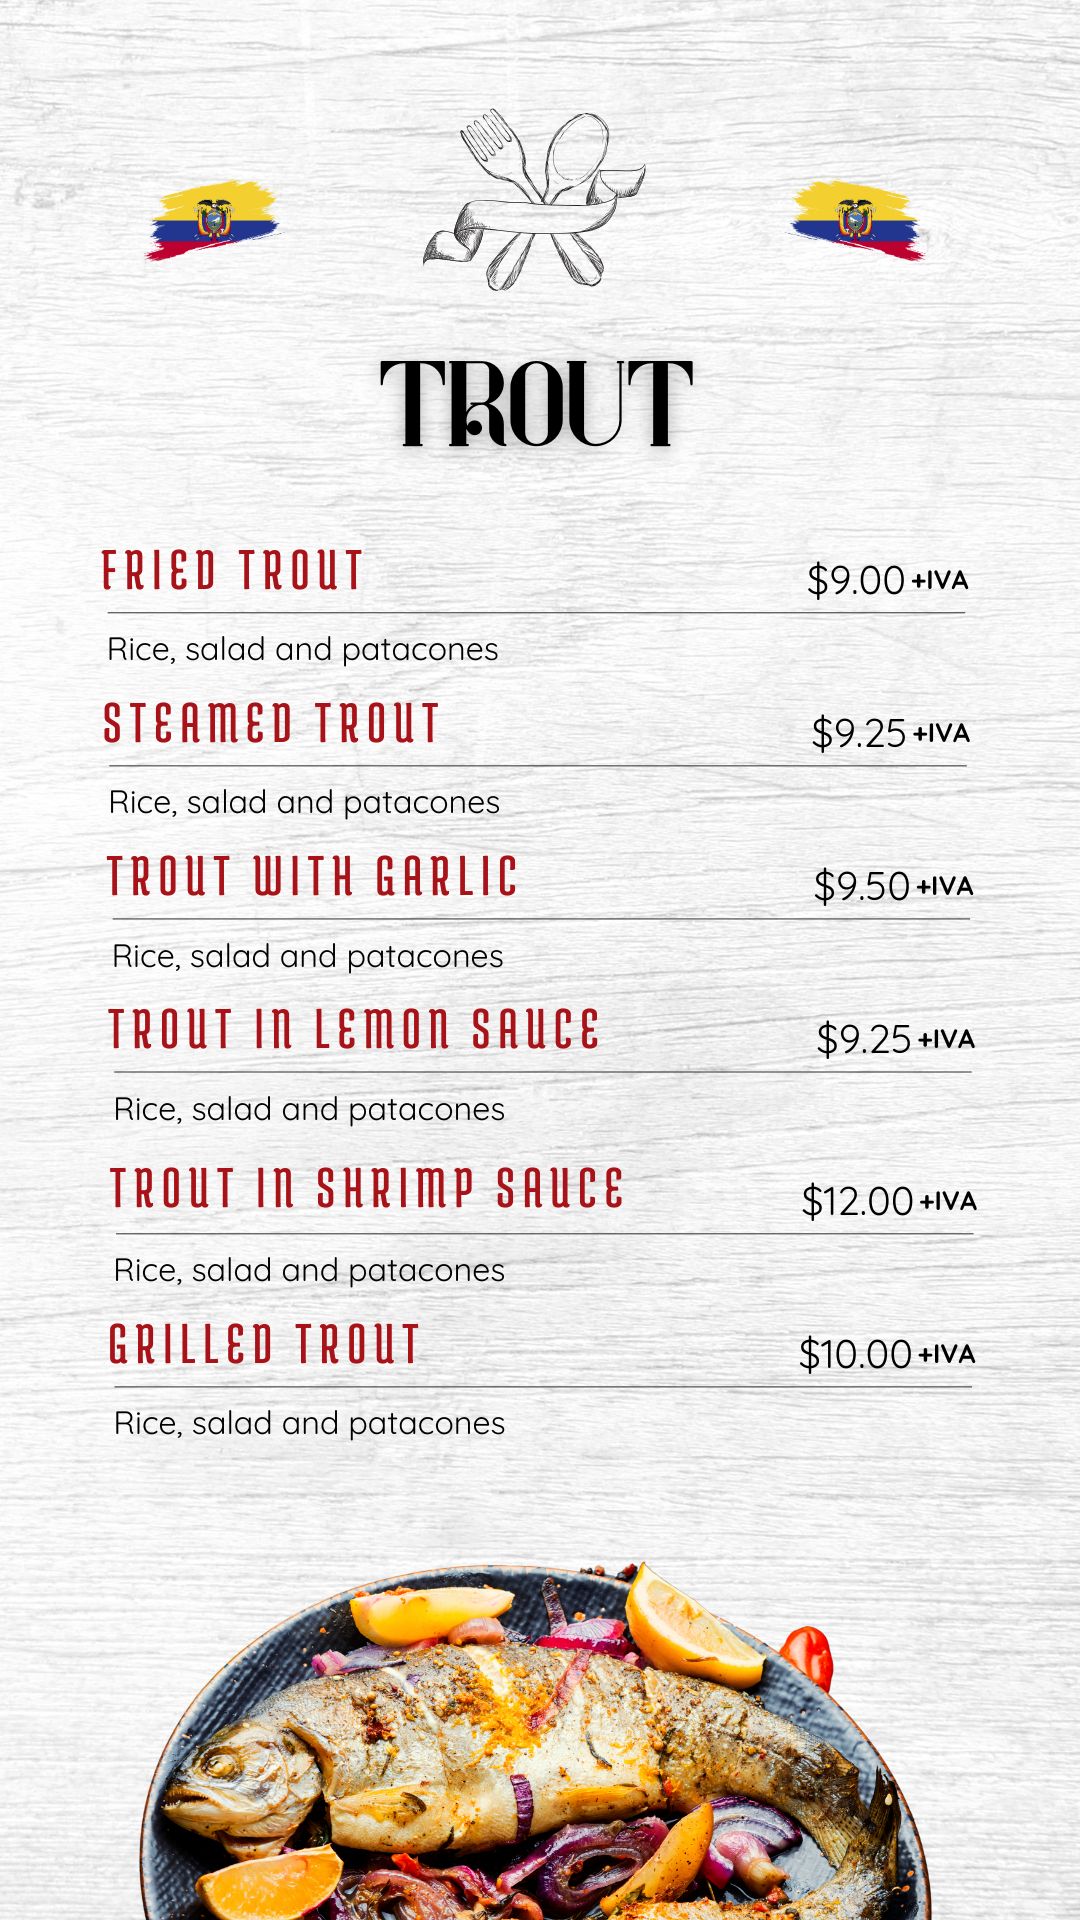 TROUT
FRIED TROUT
$9.00 +IVA
Rice, salad and patacones
STEAMED TROUT
$9.25 +IVA
Rice, salad and patacones
TROUT WITH GARLIC
$9.50 +IVA
Rice, salad and patacones
TROUT IN LEMON SAUCE
$9.25 +IVA
Rice, salad and patacones
TROUT IN SHRIMP SAUCE
$12.00 +IVA
Rice, salad and patacones
GRILLED TROUT
$10.00 +IVA
Rice, salad and patacones